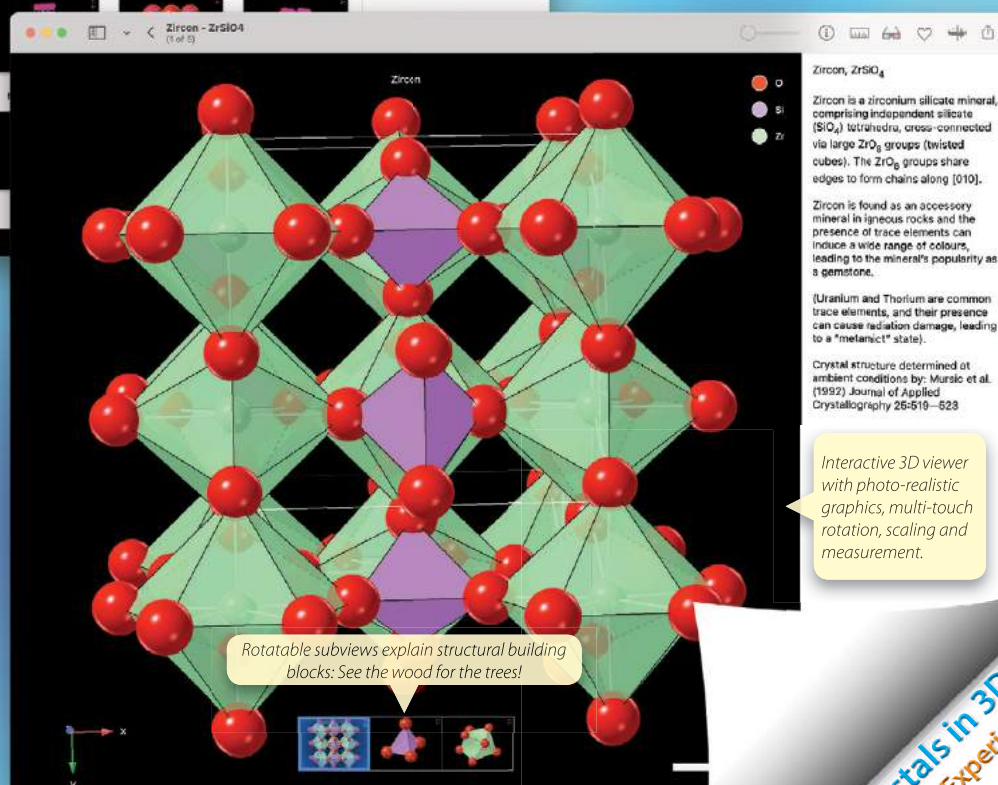 Zircon - ZrSiO4
(1 of 5)
Zircon
O
Si
Zr
Zircon, ZrSiO4
Zircon is a zirconium silicate mineral,
comprising independent silicate
(SiO4) tetrahedra, cross-connected
via large ZrO8 groups (twisted
cubes). The ZrO8 groups share
edges to form chains along [010].
Zircon is found as an accessory
mineral in igneous rocks and the
presence of trace elements can
induce a wide range of colours,
leading to the mineral's popularity as
a gemstone.
(Uranium and Thorium are common
trace elements, and their presence
can cause radiation damage, leading
to a "metamict" state).
Crystal structure determined at
ambient conditions by: Mursic et al.
(1992) Journal of Applied
Crystallography 25:519—523
Interactive 3D viewer
with photo-realistic
graphics, multi-touch
rotation, scaling and
measurement.
Rotatable subviews explain structural building
blocks: See the wood for the trees!
x
y
tals in 3D
Experi